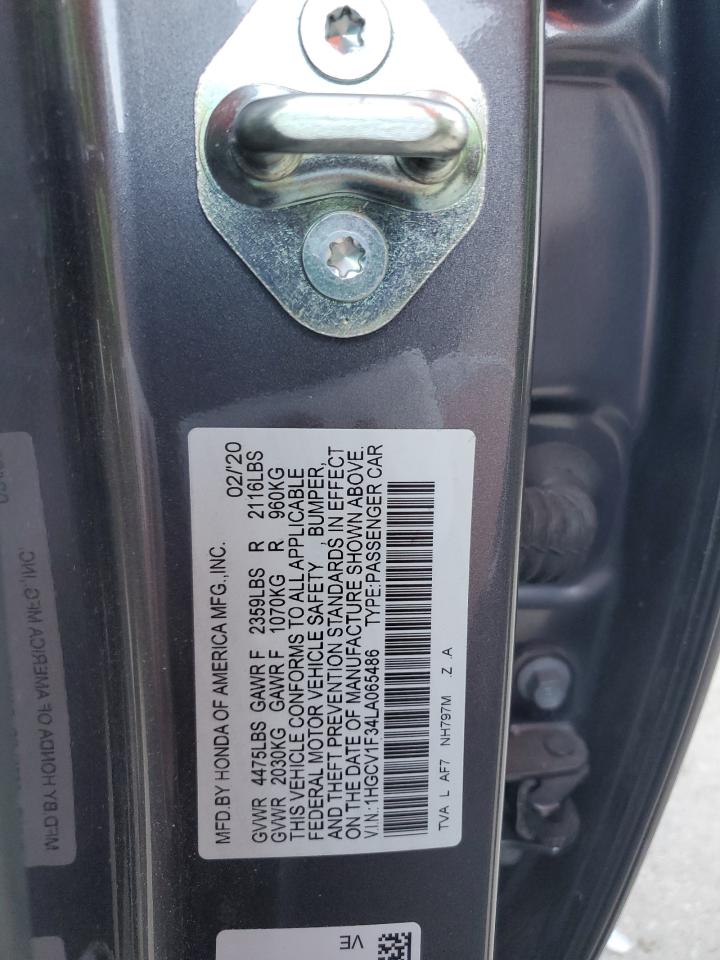 MFD.BY HONDA OF AMERICA MFG.,INC. 02/'20
GVWR 4475LBS GAWR F 2359LBS R 2116LBS
GVWR 2030KG GAWR F 1070KG R 960KG
THIS VEHICLE CONFORMS TO ALL APPLICABLE
FEDERAL MOTOR VEHICLE SAFETY , BUMPER,
AND THEFT PREVENTION STANDARDS IN EFFECT
ON THE DATE OF MANUFACTURE SHOWN ABOVE.
V.I.N.:1HGCV1F34LA065486 TYPE:PASSENGER CAR
TVA L AF7 NH797M .Z .A
VE
MFD.BY HONDA OF AMERICA MFG.,INC.